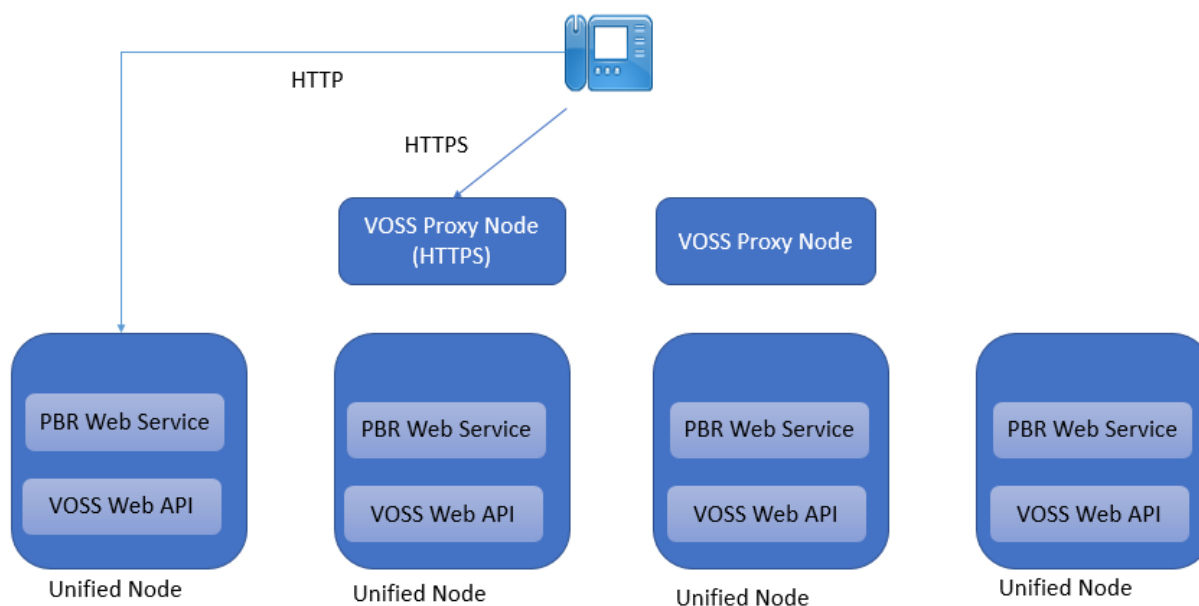 HTTP
HTTPS
VOSS Proxy Node
(HTTPS)
VOSS Proxy Node
PBR Web Service
VOSS Web API
Unified Node
PBR Web Service
VOSS Web API
Unified Node
PBR Web Service
VOSS Web API
Unified Node
PBR Web Service
VOSS Web API
Unified Node